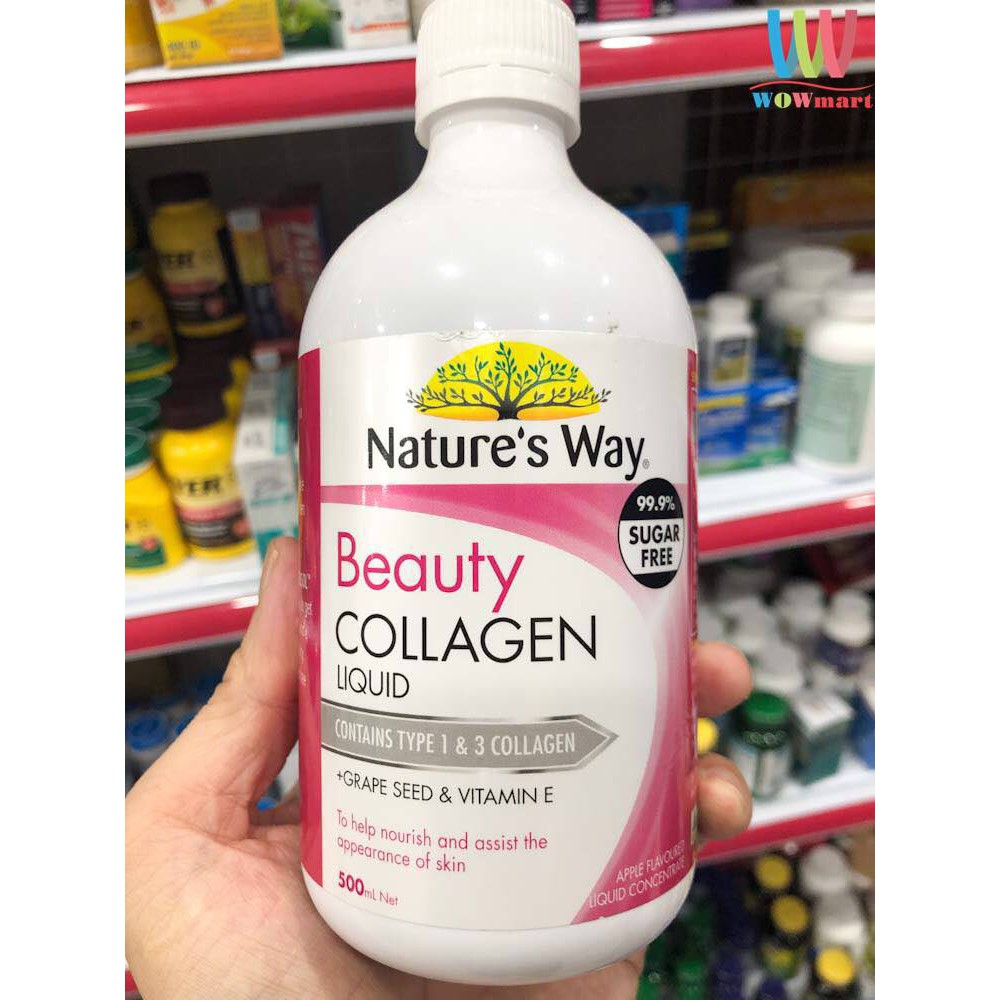 WOWmart
Nature's Way®
99.9%
SUGAR
FREE
Beauty
COLLAGEN
LIQUID
CONTAINS TYPE 1 & 3 COLLAGEN
+GRAPE SEED & VITAMIN E
To help nourish and assist the
appearance of skin
500mL Net
APPLE FLAVOURED
LIQUID CONCENTRATE